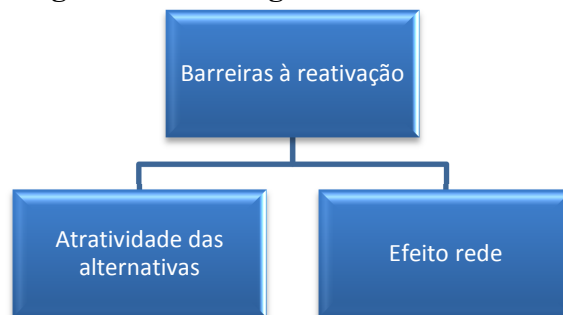 Barreiras à reativação
Atratividade das
alternativas
Efeito rede